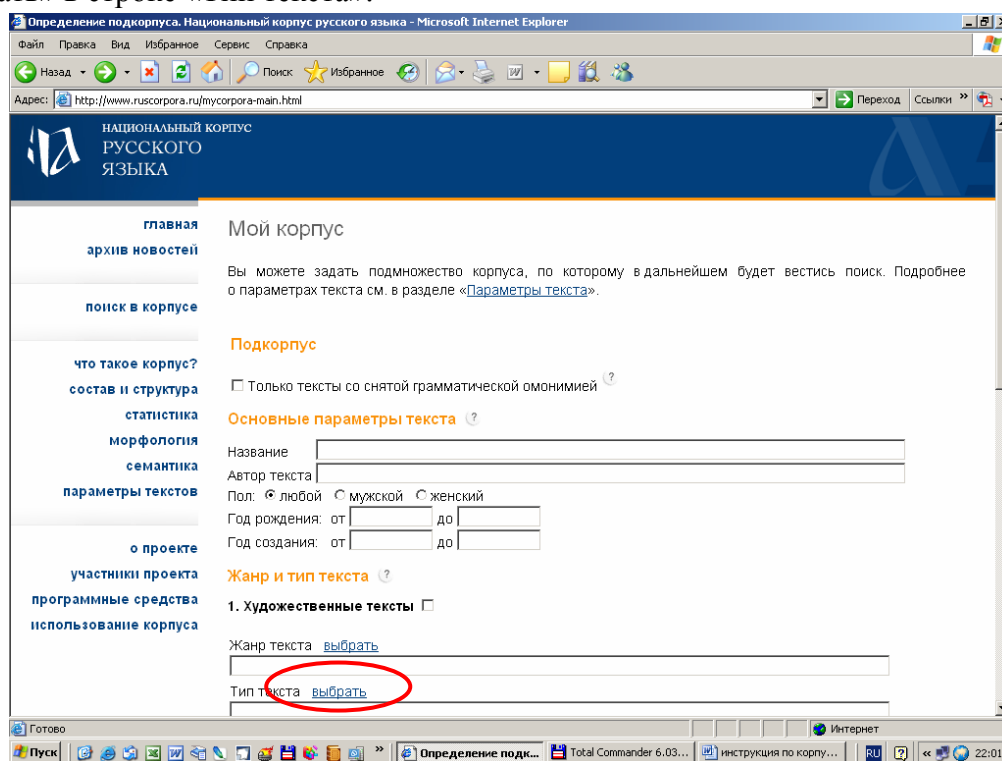 в строке «Тип текста».
Определение подкорпуса. Национальный корпус русского языка - Microsoft Internet Explorer
Файл Правка Вид Избранное Сервис Справка
Назад Поиск Избранное
Адрес: http://www.ruscorpora.ru/mycorpora-main.html Переход Ссылки »
НАЦИОНАЛЬНЫЙ КОРПУС
РУССКОГО
ЯЗЫКА
главная
архив новостей
поиск в корпусе
что такое корпус?
состав и структура
статистика
морфология
семантика
параметры текстов
о проекте
участники проекта
программные средства
использование корпуса
Мой корпус
Вы можете задать подмножество корпуса, по которому в дальнейшем будет вестись поиск. Подробнее
о параметрах текста см. в разделе «Параметры текста».
Подкорпус
Только тексты со снятой грамматической омонимией ?
Основные параметры текста ?
Название
Автор текста
Пол: любой мужской женский
Год рождения: от до
Год создания: от до
Жанр и тип текста ?
1. Художественные тексты
Жанр текста выбрать
Тип текста выбрать
Готово Интернет
Пуск » Определение подк... Total Commander 6.03... инструкция по корпу... RU « 22:01